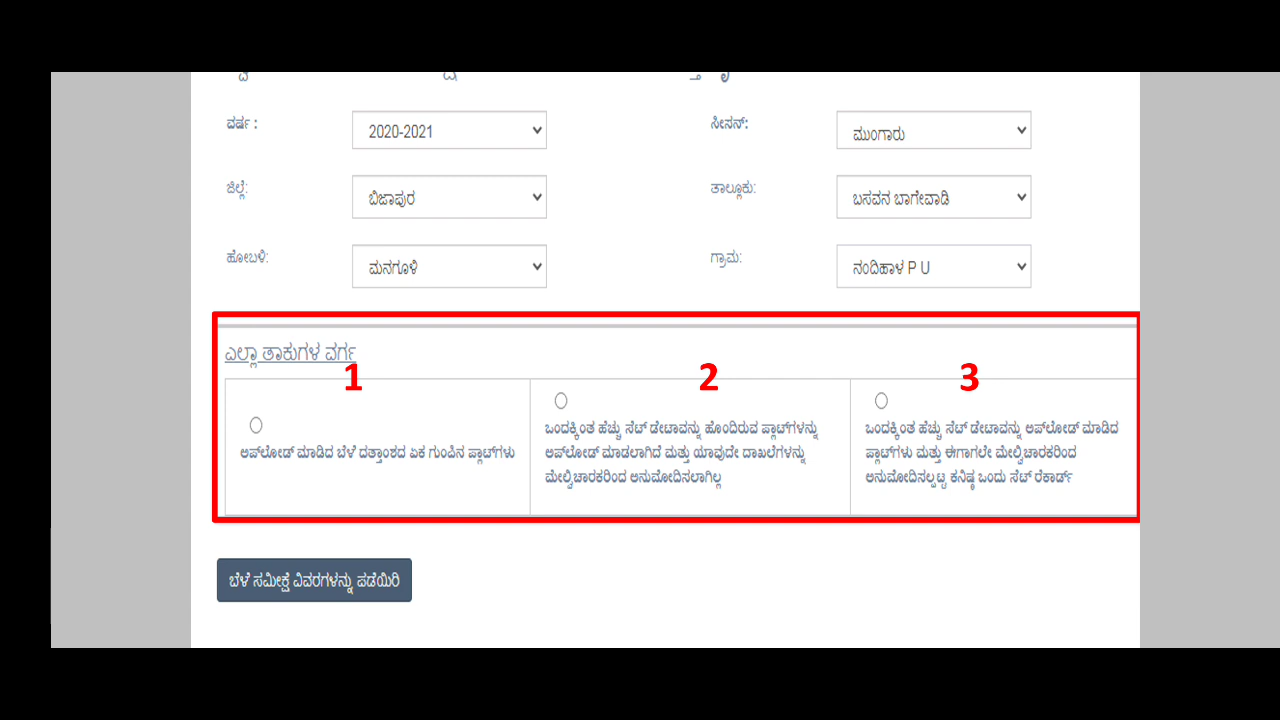 ವರ್ಷ : 2020-2021 ಸೀಸನ್: ಮುಂಗಾರು
ಜಿಲ್ಲೆ: ಬಿಜಾಪುರ ತಾಲ್ಲೂಕು: ಬಸವನ ಬಾಗೇವಾಡಿ
ಹೋಬಳಿ: ಮನಗೂಳಿ ಗ್ರಾಮ: ನಂದಿಹಾಳ P U
ಎಲ್ಲಾ ತಾಕುಗಳ ವರ್ಗ
1
ಅಪ್‌ಲೋಡ್ ಮಾಡಿದ ಬೆಳೆ ದತ್ತಾಂಶದ ಏಕ ಗುಂಪಿನ ಪ್ಲಾಟ್‌ಗಳು
2
ಒಂದಕ್ಕಿಂತ ಹೆಚ್ಚು ಸೆಟ್ ಡೇಟಾವನ್ನು ಹೊಂದಿರುವ ಪ್ಲಾಟ್‌ಗಳನ್ನು
ಅಪ್‌ಲೋಡ್ ಮಾಡಲಾಗಿದೆ ಮತ್ತು ಯಾವುದೇ ದಾಖಲೆಗಳನ್ನು
ಮೇಲ್ವಿಚಾರಕರಿಂದ ಅನುಮೋದಿಸಲಾಗಿಲ್ಲ
3
ಒಂದಕ್ಕಿಂತ ಹೆಚ್ಚು ಸೆಟ್ ಡೇಟಾವನ್ನು ಅಪ್‌ಲೋಡ್ ಮಾಡಿದ
ಪ್ಲಾಟ್‌ಗಳು ಮತ್ತು ಈಗಾಗಲೇ ಮೇಲ್ವಿಚಾರಕರಿಂದ
ಅನುಮೋದಿಸಲ್ಪಟ್ಟ ಕನಿಷ್ಠ ಒಂದು ಸೆಟ್ ರೆಕಾರ್ಡ್
ಬೆಳೆ ಸಮೀಕ್ಷೆ ವಿವರಗಳನ್ನು ಪಡೆಯಿರಿ